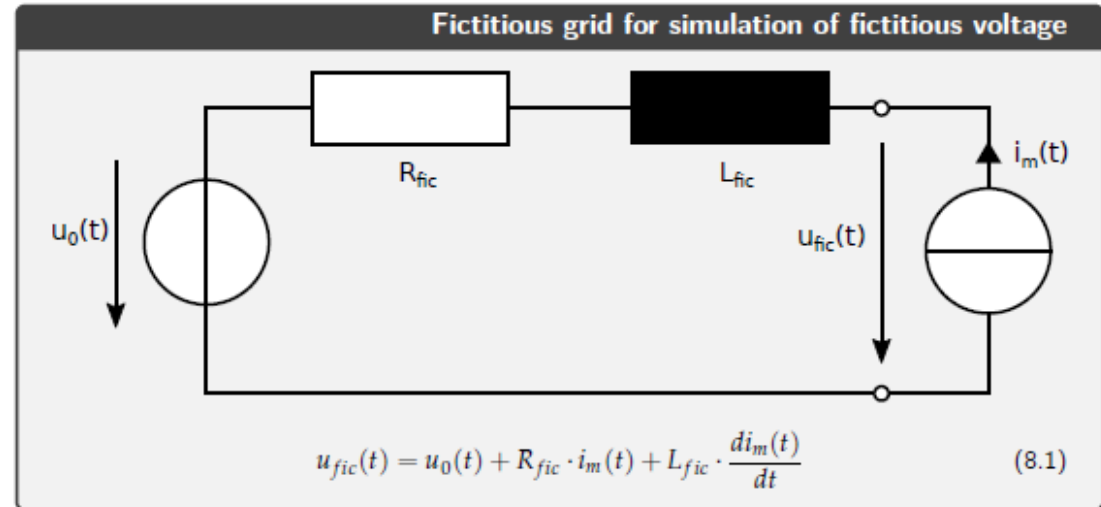 Fictitious grid for simulation of fictitious voltage
R_fic
L_fic
i_m(t)
u_0(t)
u_fic(t)
u_fic(t) = u_0(t) + R_fic · i_m(t) + L_fic · di_m(t)/dt (8.1)